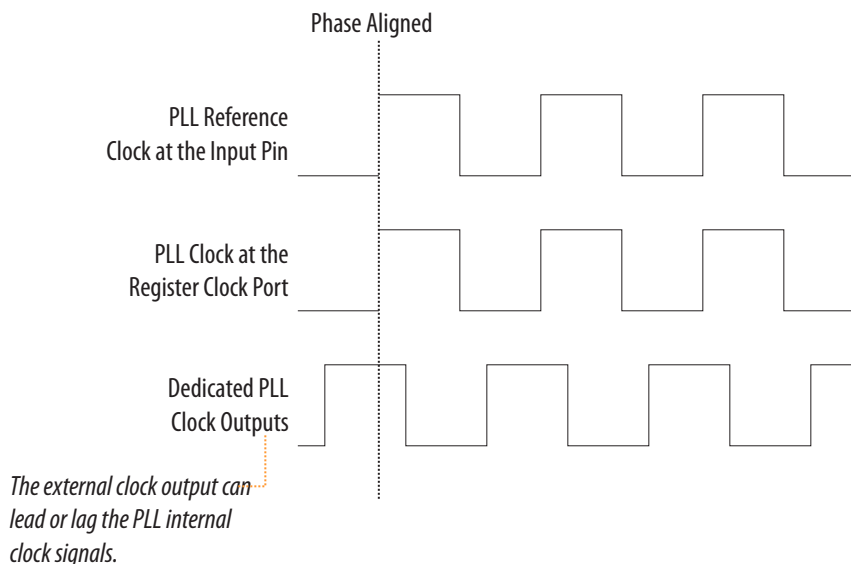 Phase Aligned
PLL Reference
Clock at the Input Pin
PLL Clock at the
Register Clock Port
Dedicated PLL
Clock Outputs
The external clock output can
lead or lag the PLL internal
clock signals.